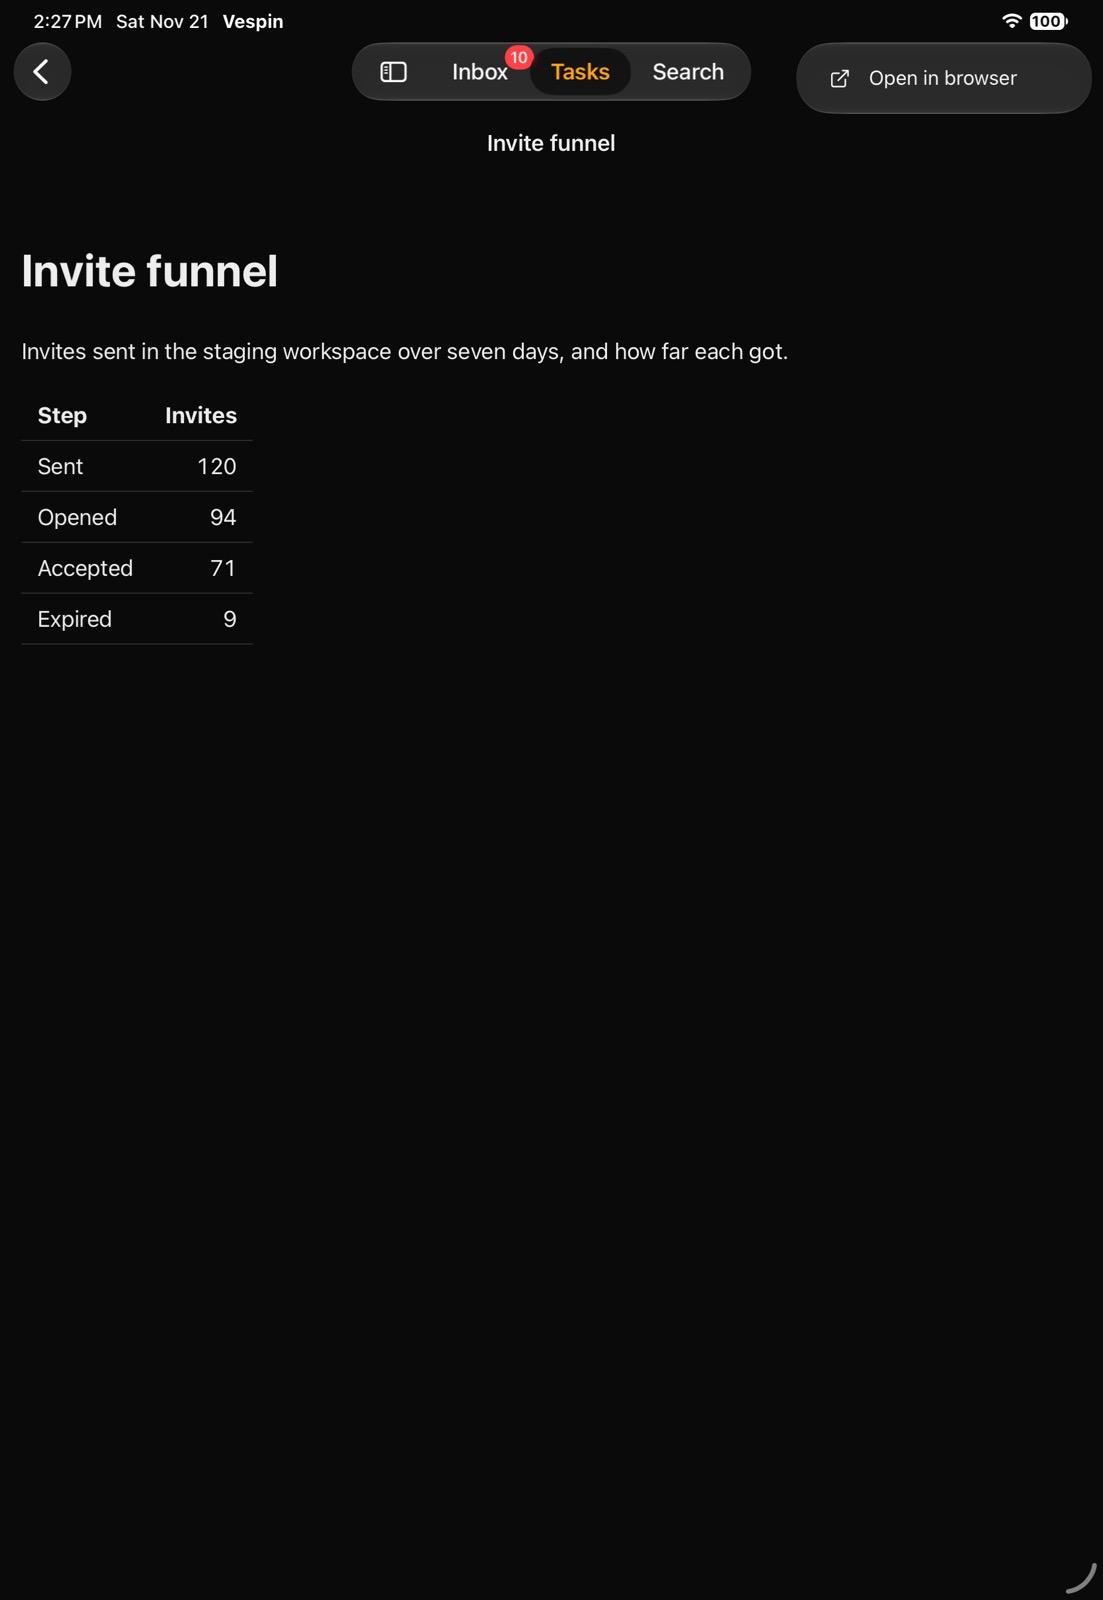 2:27 PM Sat Nov 21 Vespin
100
Inbox 10 Tasks Search
Open in browser
Invite funnel
Invite funnel
Invites sent in the staging workspace over seven days, and how far each got.
Step Invites
Sent 120
Opened 94
Accepted 71
Expired 9